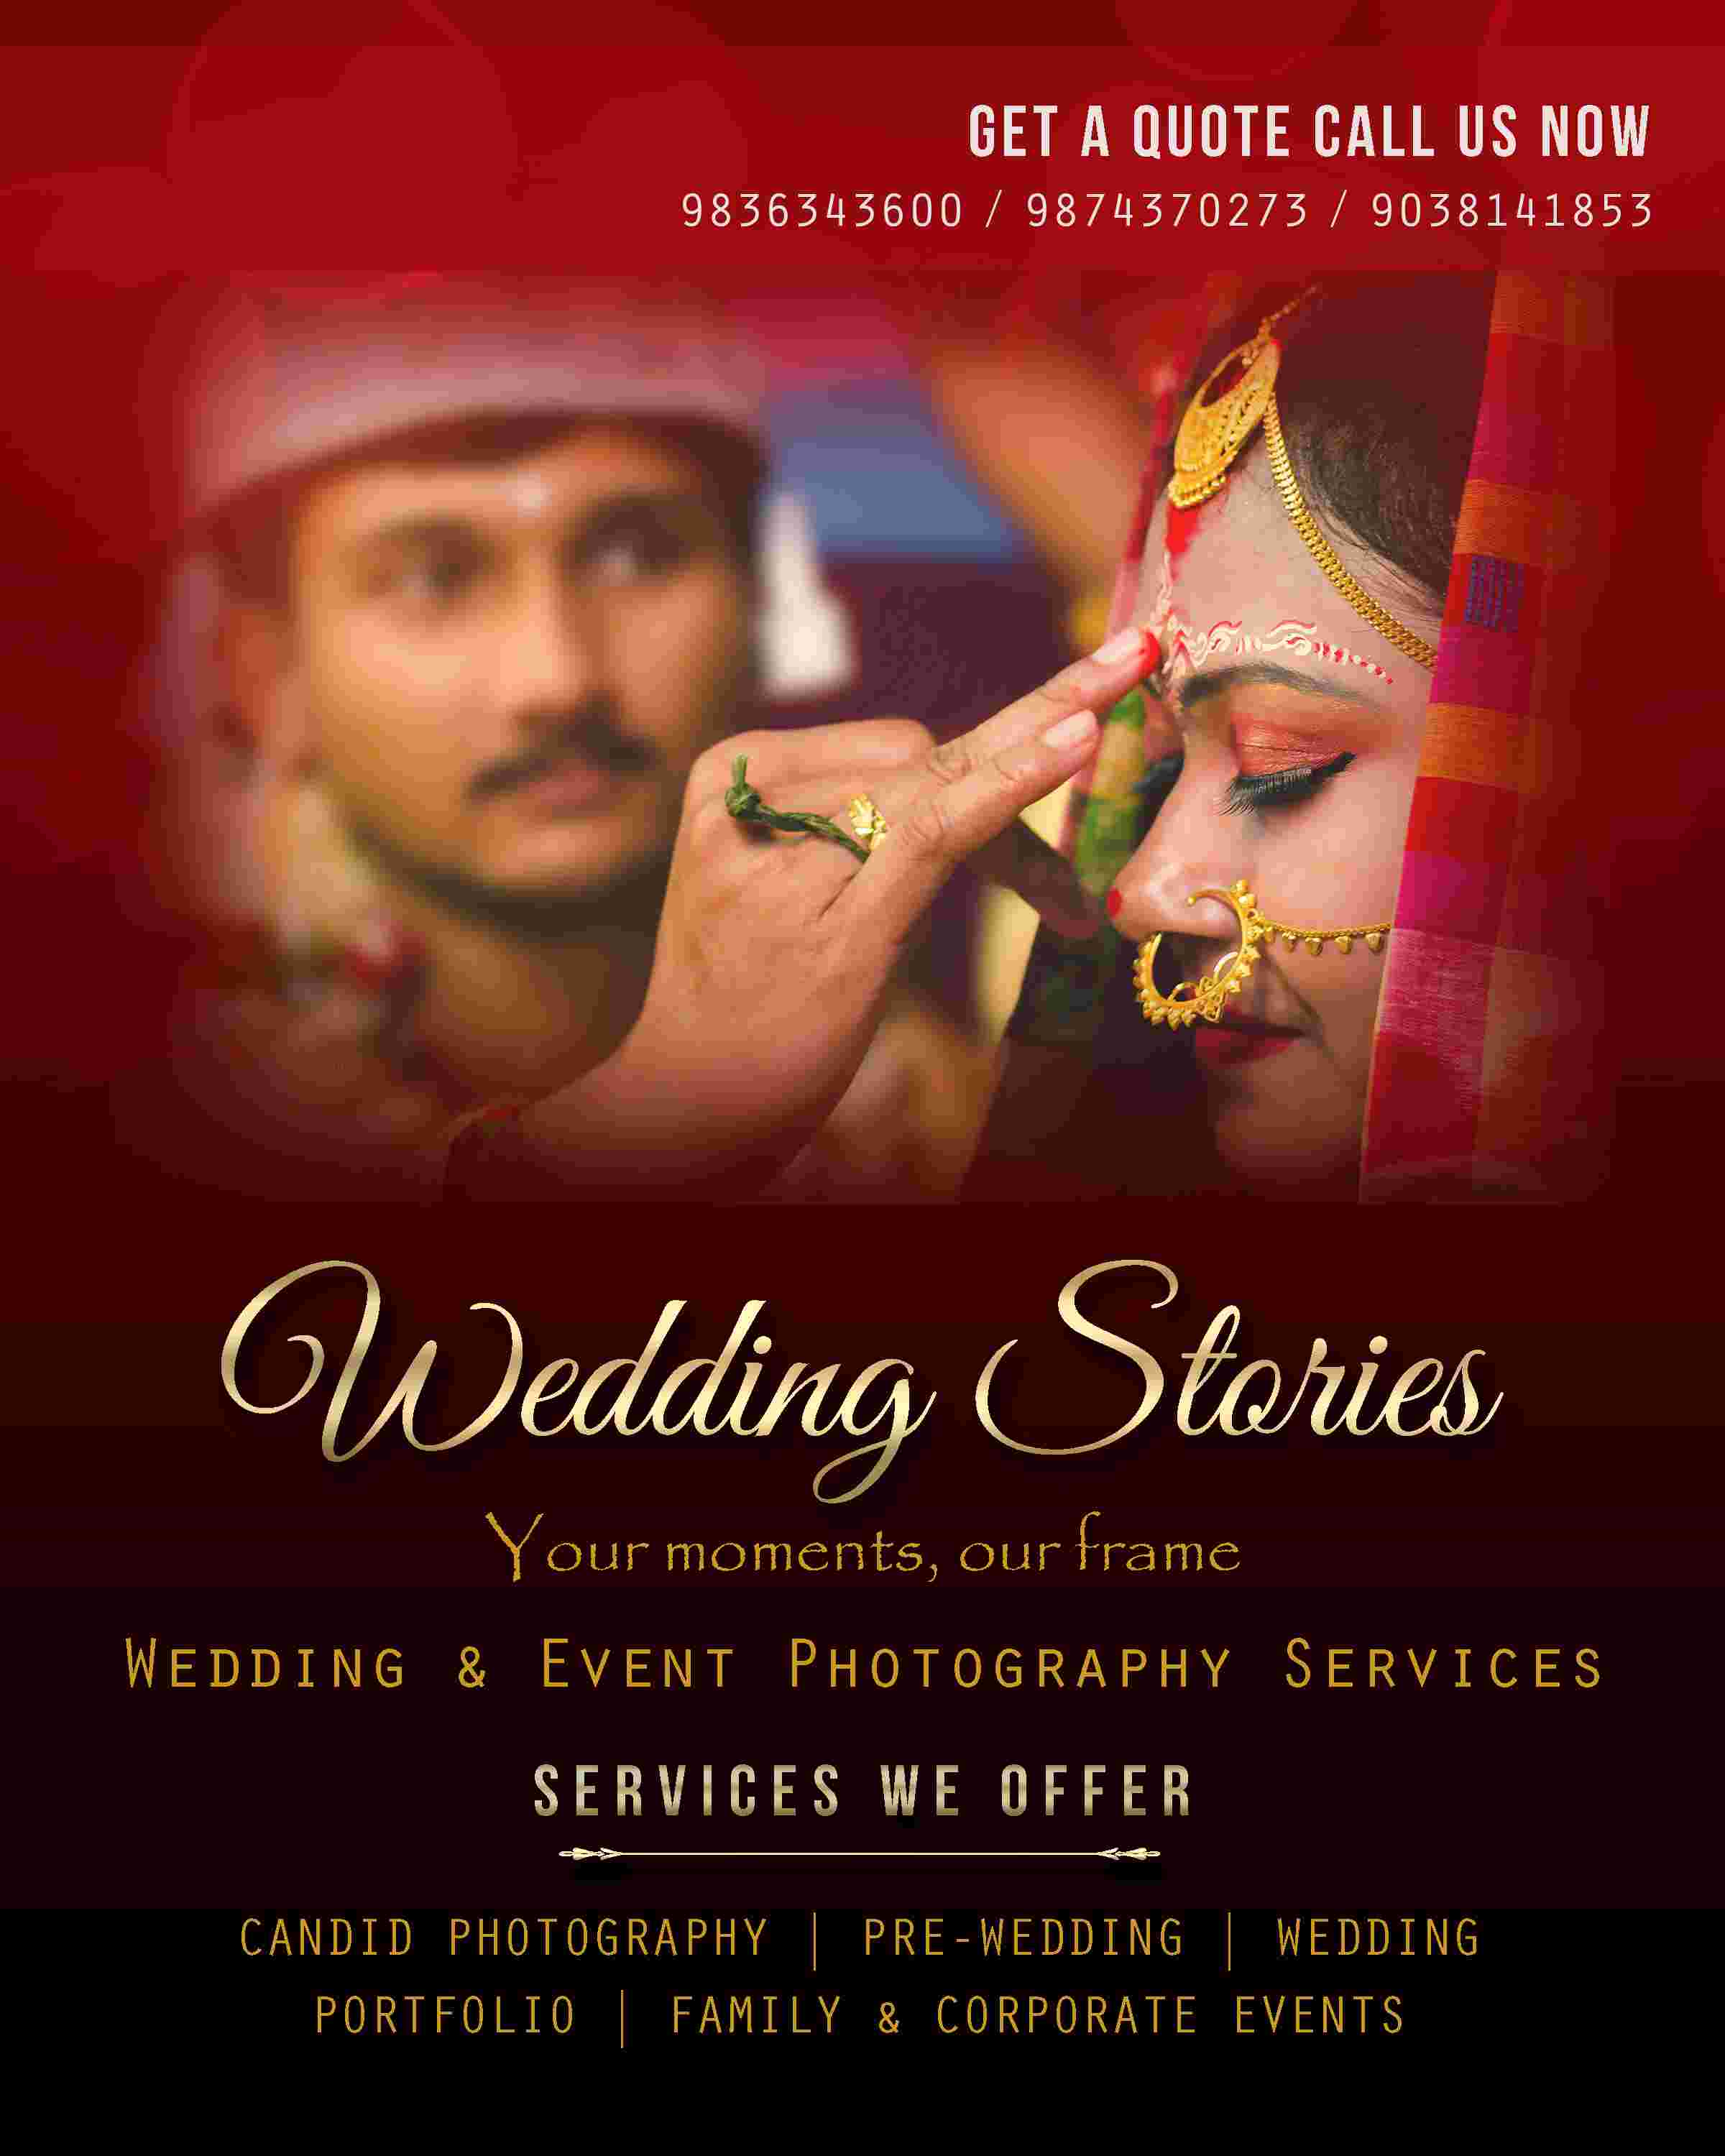 GET A QUOTE CALL US NOW
9836343600 / 9874370273 / 9038141853
Wedding Stories
Your moments, our frame
WEDDING & EVENT PHOTOGRAPHY SERVICES
SERVICES WE OFFER
CANDID PHOTOGRAPHY | PRE-WEDDING | WEDDING
PORTFOLIO | FAMILY & CORPORATE EVENTS